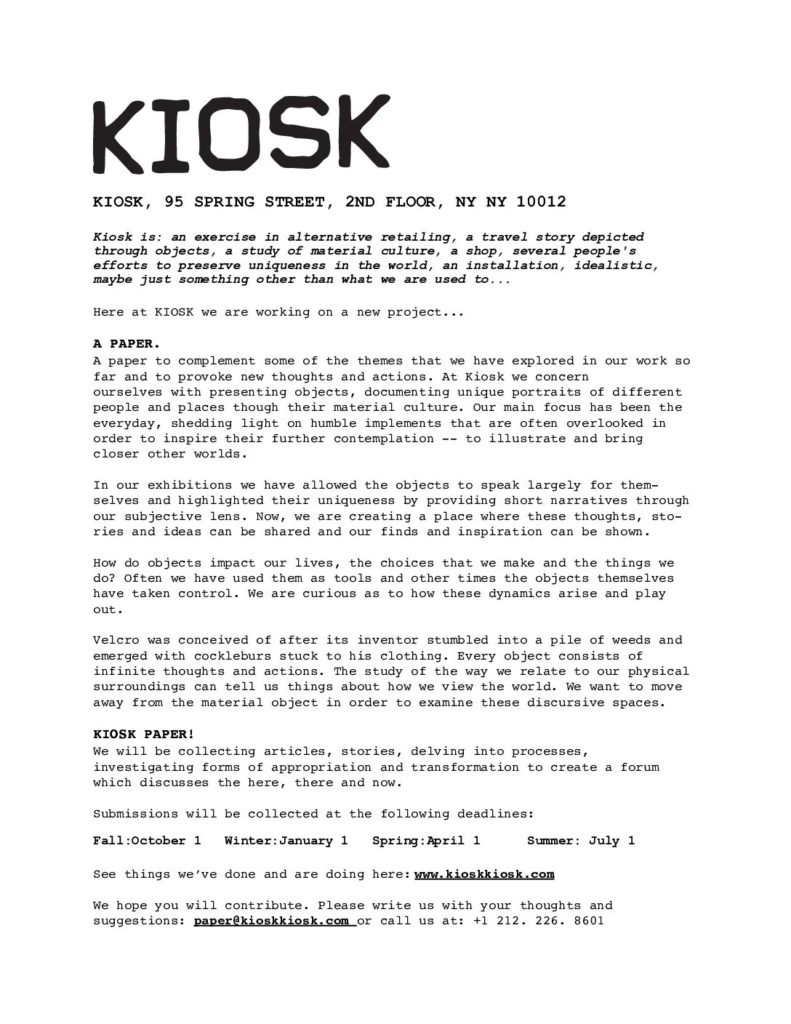 KIOSK
KIOSK, 95 SPRING STREET, 2ND FLOOR, NY NY 10012
Kiosk is: an exercise in alternative retailing, a travel story depicted
through objects, a study of material culture, a shop, several people's
efforts to preserve uniqueness in the world, an installation, idealistic,
maybe just something other than what we are used to...
Here at KIOSK we are working on a new project...
A PAPER.
A paper to complement some of the themes that we have explored in our work so
far and to provoke new thoughts and actions. At Kiosk we concern
ourselves with presenting objects, documenting unique portraits of different
people and places though their material culture. Our main focus has been the
everyday, shedding light on humble implements that are often overlooked in
order to inspire their further contemplation -- to illustrate and bring
closer other worlds.
In our exhibitions we have allowed the objects to speak largely for them-
selves and highlighted their uniqueness by providing short narratives through
our subjective lens. Now, we are creating a place where these thoughts, sto-
ries and ideas can be shared and our finds and inspiration can be shown.
How do objects impact our lives, the choices that we make and the things we
do? Often we have used them as tools and other times the objects themselves
have taken control. We are curious as to how these dynamics arise and play
out.
Velcro was conceived of after its inventor stumbled into a pile of weeds and
emerged with cockleburs stuck to his clothing. Every object consists of
infinite thoughts and actions. The study of the way we relate to our physical
surroundings can tell us things about how we view the world. We want to move
away from the material object in order to examine these discursive spaces.
KIOSK PAPER!
We will be collecting articles, stories, delving into processes,
investigating forms of appropriation and transformation to create a forum
which discusses the here, there and now.
Submissions will be collected at the following deadlines:
Fall:October 1 Winter:January 1 Spring:April 1 Summer: July 1
See things we've done and are doing here: www.kioskkiosk.com
We hope you will contribute. Please write us with your thoughts and
suggestions: paper@kioskkiosk.com or call us at: +1 212. 226. 8601